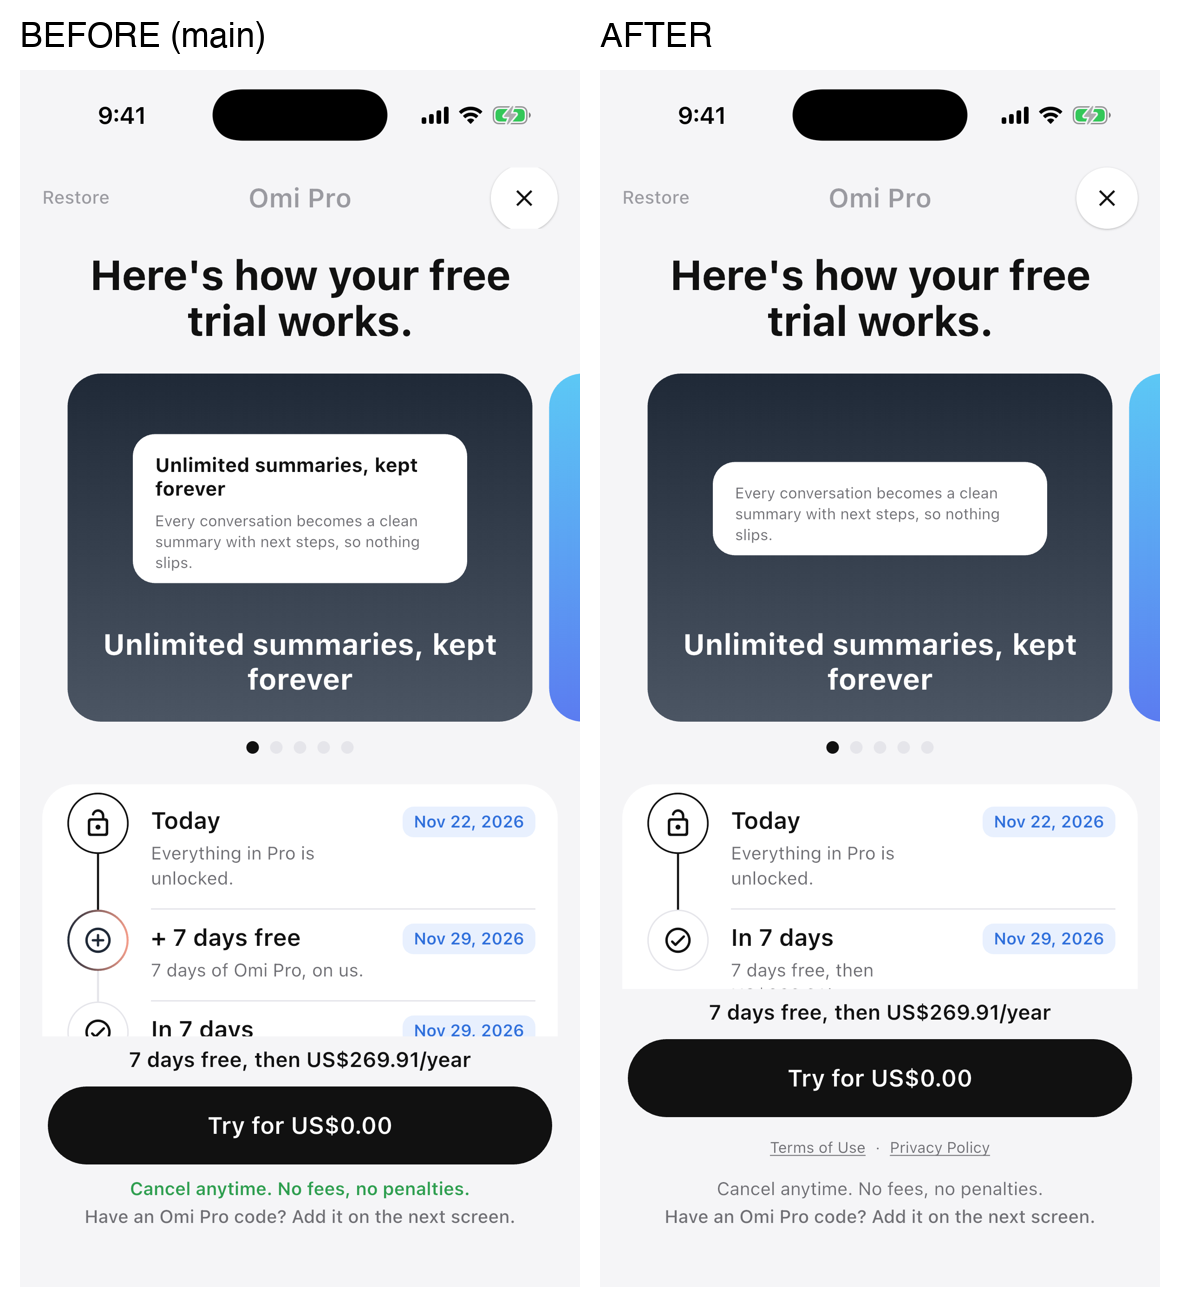 BEFORE (main)
9:41
Restore
Omi Pro
Here's how your free
trial works.
Unlimited summaries, kept
forever
Every conversation becomes a clean
summary with next steps, so nothing
slips.
Unlimited summaries, kept
forever
Today
Nov 22, 2026
Everything in Pro is
unlocked.
+ 7 days free
Nov 29, 2026
7 days of Omi Pro, on us.
In 7 days
Nov 29, 2026
7 days free, then US$269.91/year
Try for US$0.00
Cancel anytime. No fees, no penalties.
Have an Omi Pro code? Add it on the next screen.
AFTER
9:41
Restore
Omi Pro
Here's how your free
trial works.
Every conversation becomes a clean
summary with next steps, so nothing
slips.
Unlimited summaries, kept
forever
Today
Nov 22, 2026
Everything in Pro is
unlocked.
In 7 days
Nov 29, 2026
7 days free, then
7 days free, then US$269.91/year
Try for US$0.00
Terms of Use · Privacy Policy
Cancel anytime. No fees, no penalties.
Have an Omi Pro code? Add it on the next screen.